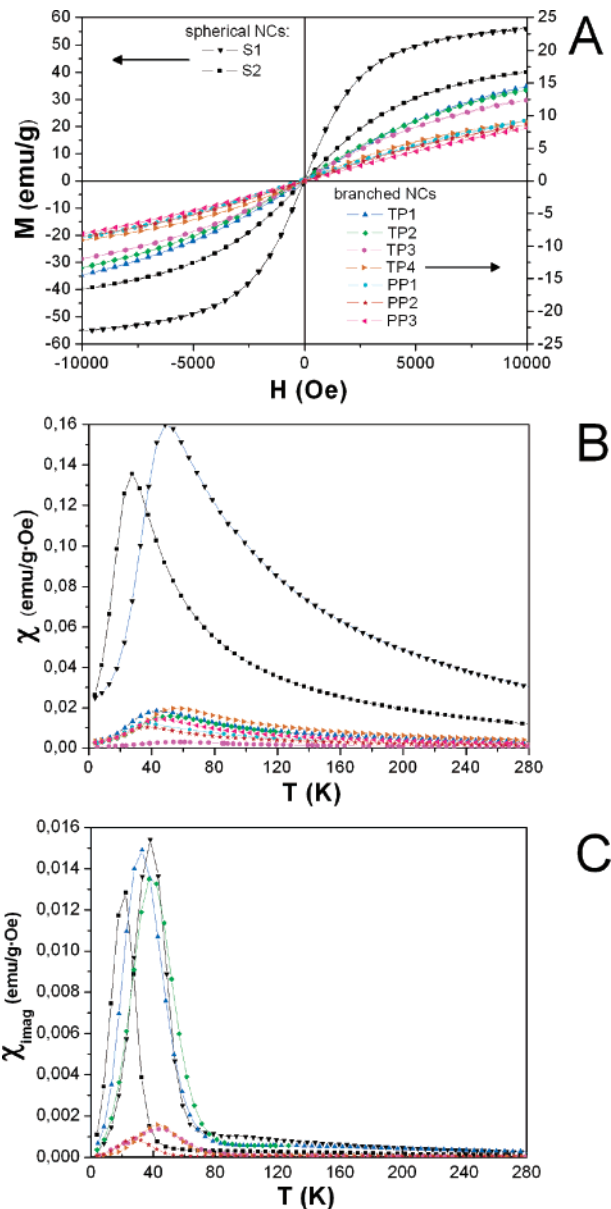 A
spherical NCs:
S1
S2
branched NCs
TP1
TP2
TP3
TP4
PP1
PP2
PP3
60
50
40
30
20
10
0
-10
-20
-30
-40
-50
-60
M (emu/g)
25
20
15
10
5
0
-5
-10
-15
-20
-25
-10000 -5000 0 5000 10000
H (Oe)
B
0,16
0,14
0,12
0,10
0,08
0,06
0,04
0,02
0,00
χ (emu/g·Oe)
0 40 80 120 160 200 240 280
T (K)
C
0,016
0,014
0,012
0,010
0,008
0,006
0,004
0,002
0,000
χimag (emu/g·Oe)
0 40 80 120 160 200 240 280
T (K)